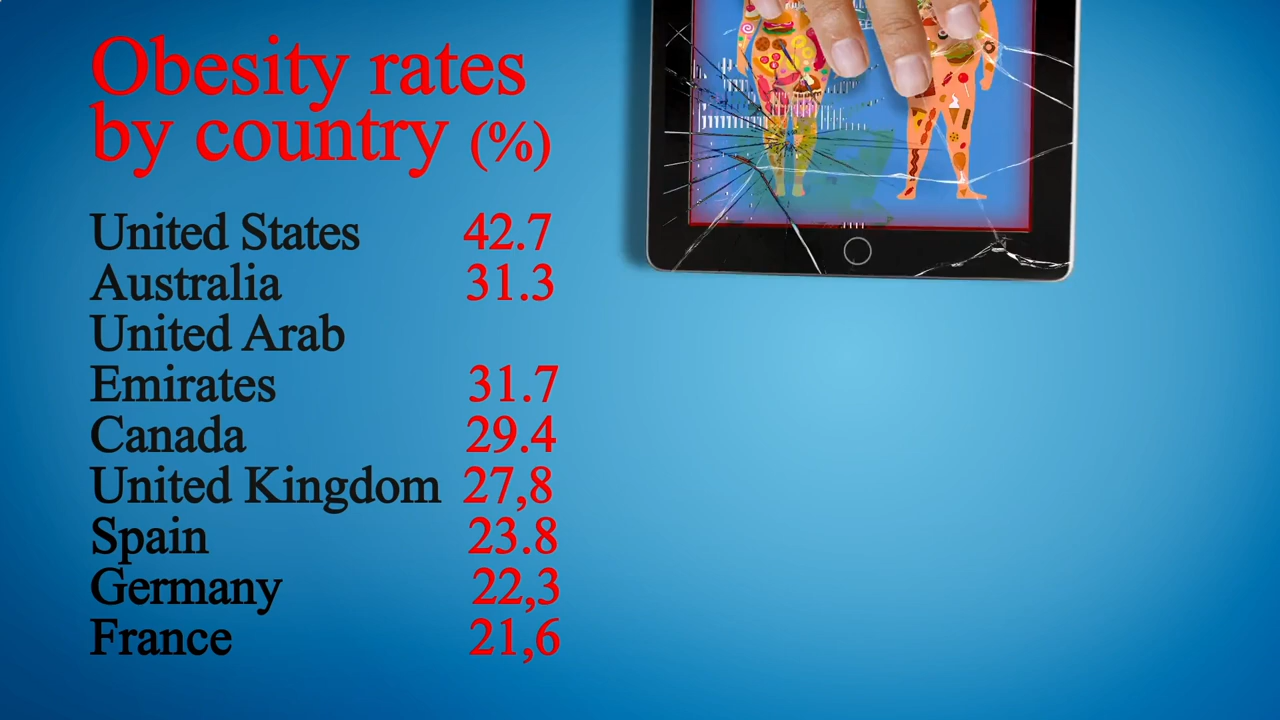 Obesity rates
by country (%)
United States 42.7
Australia 31.3
United Arab
Emirates 31.7
Canada 29.4
United Kingdom 27,8
Spain 23.8
Germany 22,3
France 21,6